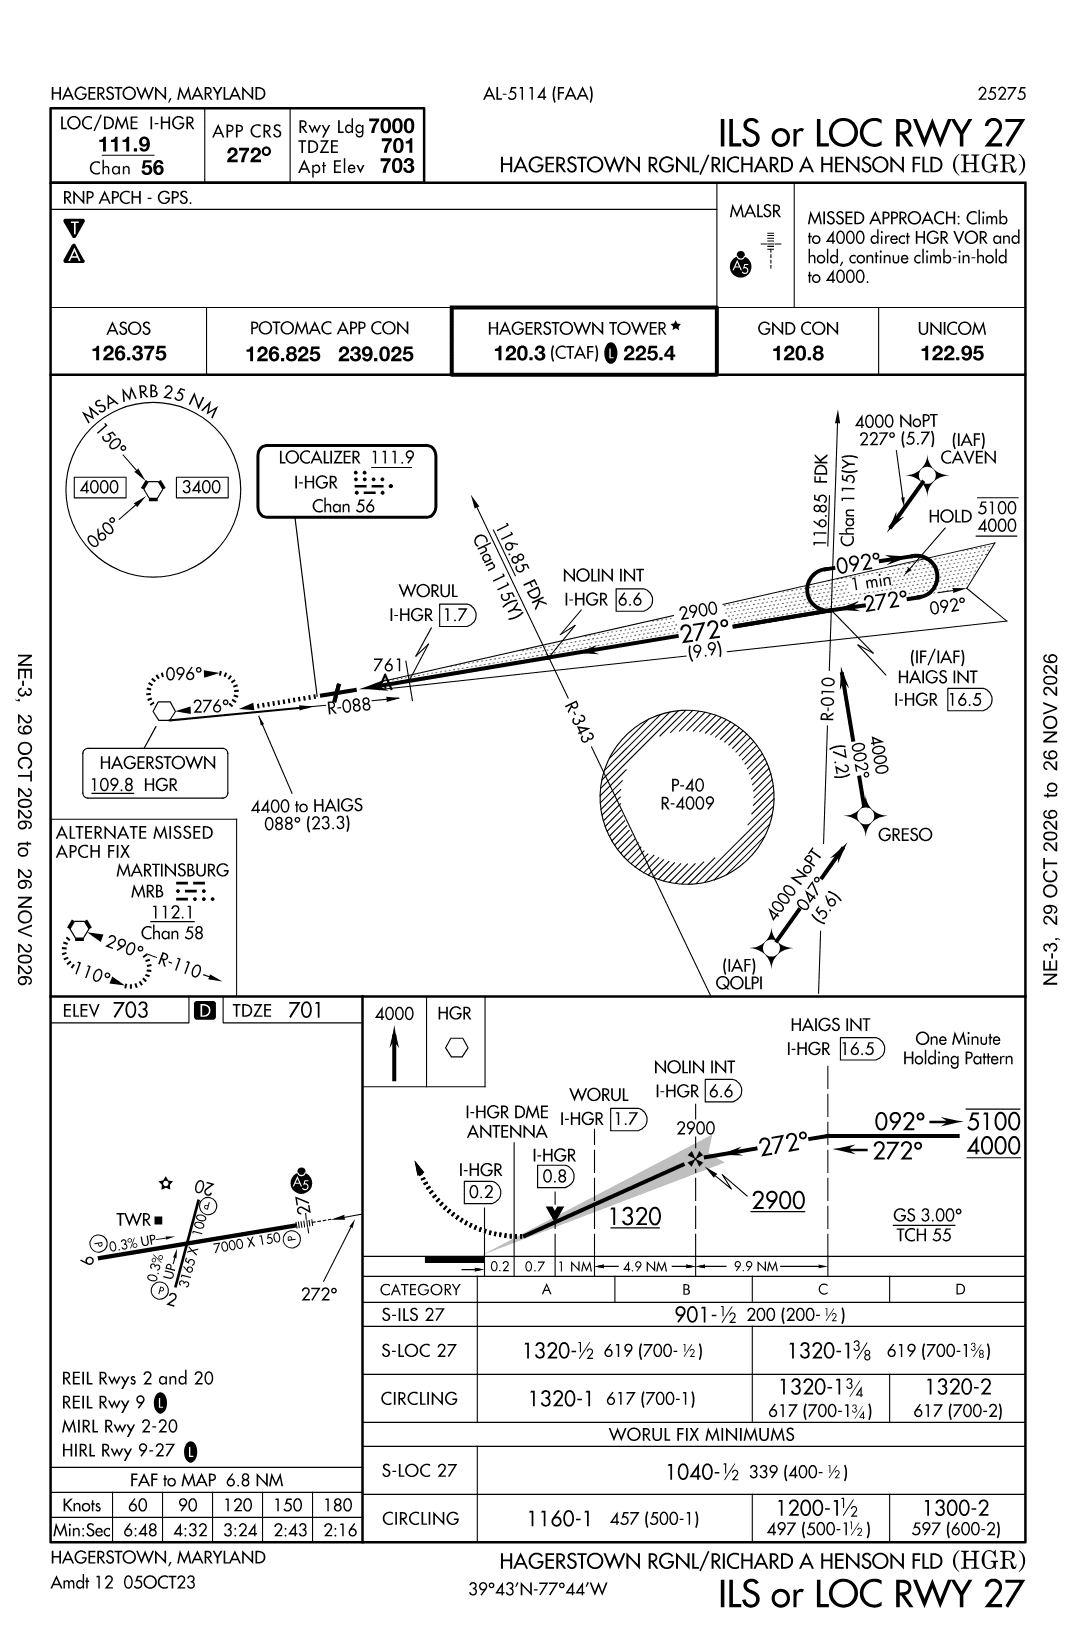 HAGERSTOWN, MARYLAND
AL-5114 (FAA)
25275
LOC/DME I-HGR
111.9
Chan 56
APP CRS
272°
Rwy Ldg 7000
TDZE 701
Apt Elev 703
ILS or LOC RWY 27
HAGERSTOWN RGNL/RICHARD A HENSON FLD (HGR)
RNP APCH - GPS.
T
A
MALSR
A5
MISSED APPROACH: Climb
to 4000 direct HGR VOR and
hold, continue climb-in-hold
to 4000.
ASOS
126.375
POTOMAC APP CON
126.825 239.025
HAGERSTOWN TOWER
120.3 (CTAF) L 225.4
GND CON
120.8
UNICOM
122.95
MSA MRB 25 NM
150°
4000
3400
060°
LOCALIZER 111.9
I-HGR
Chan 56
116.85 FDK
Chan 115(Y)
116.85 FDK
Chan 115(Y)
4000 NoPT
227° (5.7)
(IAF)
CAVEN
HOLD 5100
4000
092°
1 min
272°
092°
NOLIN INT
I-HGR 6.6
WORUL
I-HGR 1.7
2900
272°
(9.9)
761
096°
276°
R-088
(IF/IAF)
HAIGS INT
I-HGR 16.5
R-343
R-010
P-40
R-4009
4000
002°
(7.2)
GRESO
HAGERSTOWN
109.8 HGR
4400 to HAIGS
088° (23.3)
4000 NoPT
047°
(5.6)
(IAF)
QOLPI
ALTERNATE MISSED
APCH FIX
MARTINSBURG
MRB
112.1
Chan 58
290°
R-110
110°
NE-3, 29 OCT 2026 to 26 NOV 2026
NE-3, 29 OCT 2026 to 26 NOV 2026
ELEV 703
D
TDZE 701
A5
20
27
TWR
P
9
0.3% UP
7000 X 150
P
P
3165 X 100
0.3%
UP
P
2
272°
REIL Rwys 2 and 20
REIL Rwy 9 L
MIRL Rwy 2-20
HIRL Rwy 9-27 L
FAF to MAP 6.8 NM
Knots 60 90 120 150 180
Min:Sec 6:48 4:32 3:24 2:43 2:16
4000
HGR
HAIGS INT
I-HGR 16.5
One Minute
Holding Pattern
NOLIN INT
I-HGR 6.6
WORUL
I-HGR 1.7
I-HGR DME
ANTENNA
I-HGR
0.8
I-HGR
0.2
2900
092° 5100
272°
272° 4000
2900
1320
GS 3.00°
TCH 55
0.2 0.7 1 NM 4.9 NM 9.9 NM
CATEGORY A B C D
S-ILS 27 901-½ 200 (200-½)
S-LOC 27 1320-½ 619 (700-½) 1320-1⅜ 619 (700-1⅜)
CIRCLING 1320-1 617 (700-1) 1320-1¾ 617 (700-1¾) 1320-2 617 (700-2)
WORUL FIX MINIMUMS
S-LOC 27 1040-½ 339 (400-½)
CIRCLING 1160-1 457 (500-1) 1200-1½ 497 (500-1½) 1300-2 597 (600-2)
HAGERSTOWN, MARYLAND
Amdt 12 05OCT23
39°43'N-77°44'W
HAGERSTOWN RGNL/RICHARD A HENSON FLD (HGR)
ILS or LOC RWY 27